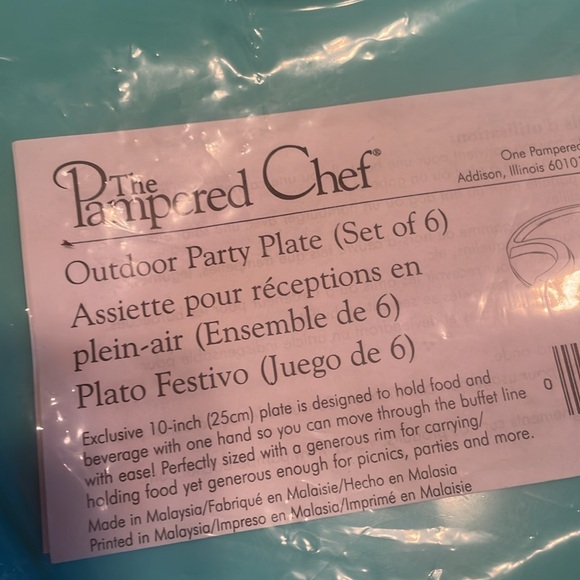 The
Pampered Chef®
One Pampered
Addison, Illinois 60101
Outdoor Party Plate (Set of 6)
Assiette pour réceptions en
plein-air (Ensemble de 6)
Plato Festivo (Juego de 6)
Exclusive 10-inch (25cm) plate is designed to hold food and
beverage with one hand so you can move through the buffet line
with ease! Perfectly sized with a generous rim for carrying/
holding food yet generous enough for picnics, parties and more.
Made in Malaysia/Fabriqué en Malaisie/Hecho en Malasia
Printed in Malaysia/Impreso en Malasia/Imprimé en Malaisie
0